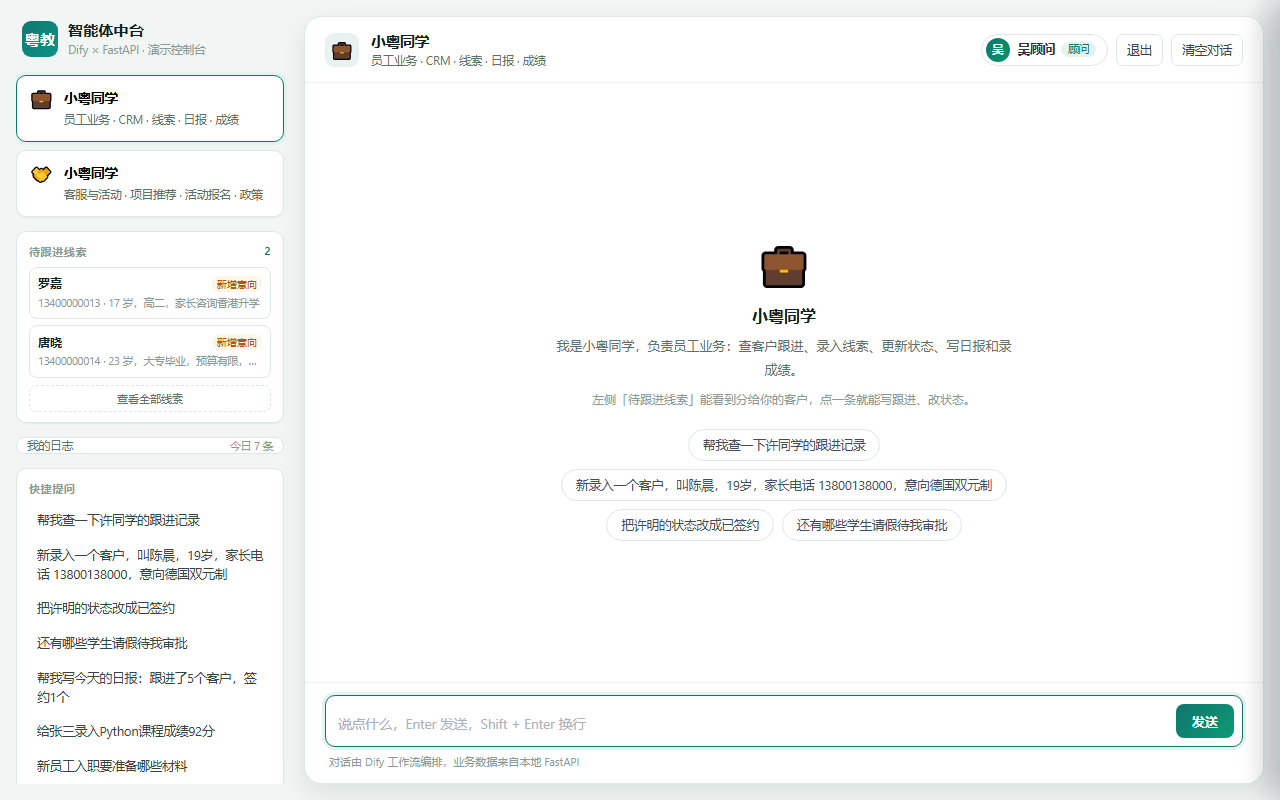 粤教
智能体中台
Dify × FastAPI · 演示控制台
小粤同学
员工业务 · CRM · 线索 · 日报 · 成绩
小粤同学
客服与活动 · 项目推荐 · 活动报名 · 政策
待跟进线索 2
罗嘉 新增意向
13400000013 · 17 岁，高二，家长咨询香港升学
唐晓 新增意向
13400000014 · 23 岁，大专毕业，预算有限，...
查看全部线索
我的日志 今日 7 条
快捷提问
帮我查一下许同学的跟进记录
新录入一个客户，叫陈晨，19岁，家长电
话 13800138000，意向德国双元制
把许明的状态改成已签约
还有哪些学生请假待我审批
帮我写今天的日报：跟进了5个客户，签
约1个
给张三录入Python课程成绩92分
新员工入职要准备哪些材料
小粤同学
员工业务 · CRM · 线索 · 日报 · 成绩
吴 吴顾问 顾问 退出 清空对话
小粤同学
我是小粤同学，负责员工业务：查客户跟进、录入线索、更新状态、写日报和录
成绩。
左侧「待跟进线索」能看到分给你的客户，点一条就能写跟进、改状态。
帮我查一下许同学的跟进记录
新录入一个客户，叫陈晨，19岁，家长电话 13800138000，意向德国双元制
把许明的状态改成已签约 还有哪些学生请假待我审批
说点什么，Enter 发送，Shift + Enter 换行
发送
对话由 Dify 工作流编排，业务数据来自本地 FastAPI